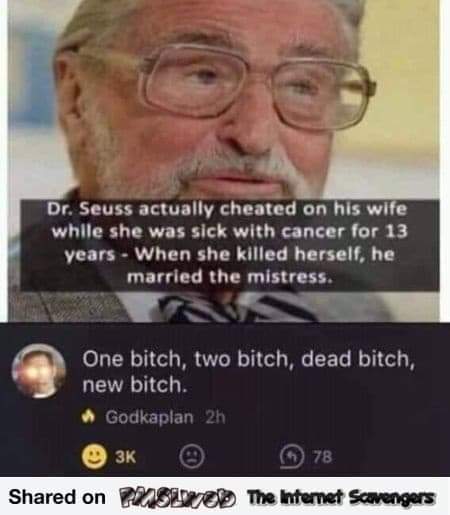 Dr. Seuss actually cheated on his wife
while she was sick with cancer for 13
years - When she killed herself, he
married the mistress.
One bitch, two bitch, dead bitch,
new bitch.
Godkaplan 2h
3K
78
Shared on PMSLWeb The Internet Scavengers